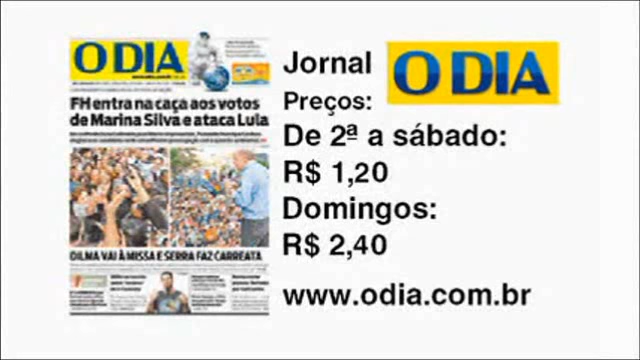 O DIA
FH entra na caça aos votos
de Marina Silva e ataca Lula
DILMA VAI À MISSA E SERRA FAZ CARREATA
Jornal O DIA
Preços:
De 2ª a sábado:
R$ 1,20
Domingos:
R$ 2,40
www.odia.com.br